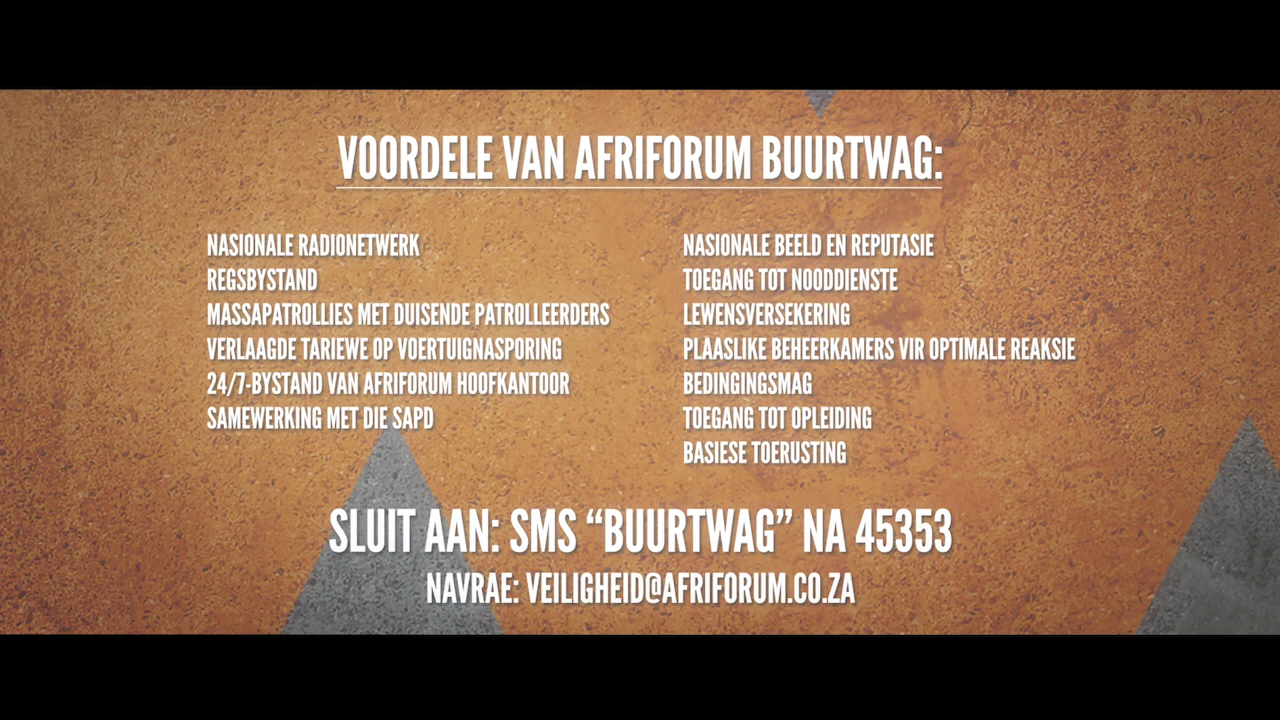 VOORDELE VAN AFRIFORUM BUURTWAG:
NASIONALE RADIONETWERK
REGSBYSTAND
MASSAPATROLLIES MET DUISENDE PATROLLEERDERS
VERLAAGDE TARIEWE OP VOERTUIGNASPORING
24/7-BYSTAND VAN AFRIFORUM HOOFKANTOOR
SAMEWERKING MET DIE SAPD
NASIONALE BEELD EN REPUTASIE
TOEGANG TOT NOODDIENSTE
LEWENSVERSEKERING
PLAASLIKE BEHEERKAMERS VIR OPTIMALE REAKSIE
BEDINGINGSMAG
TOEGANG TOT OPLEIDING
BASIESE TOERUSTING
SLUIT AAN: SMS “BUURTWAG” NA 45353
NAVRAE: VEILIGHEID@AFRIFORUM.CO.ZA